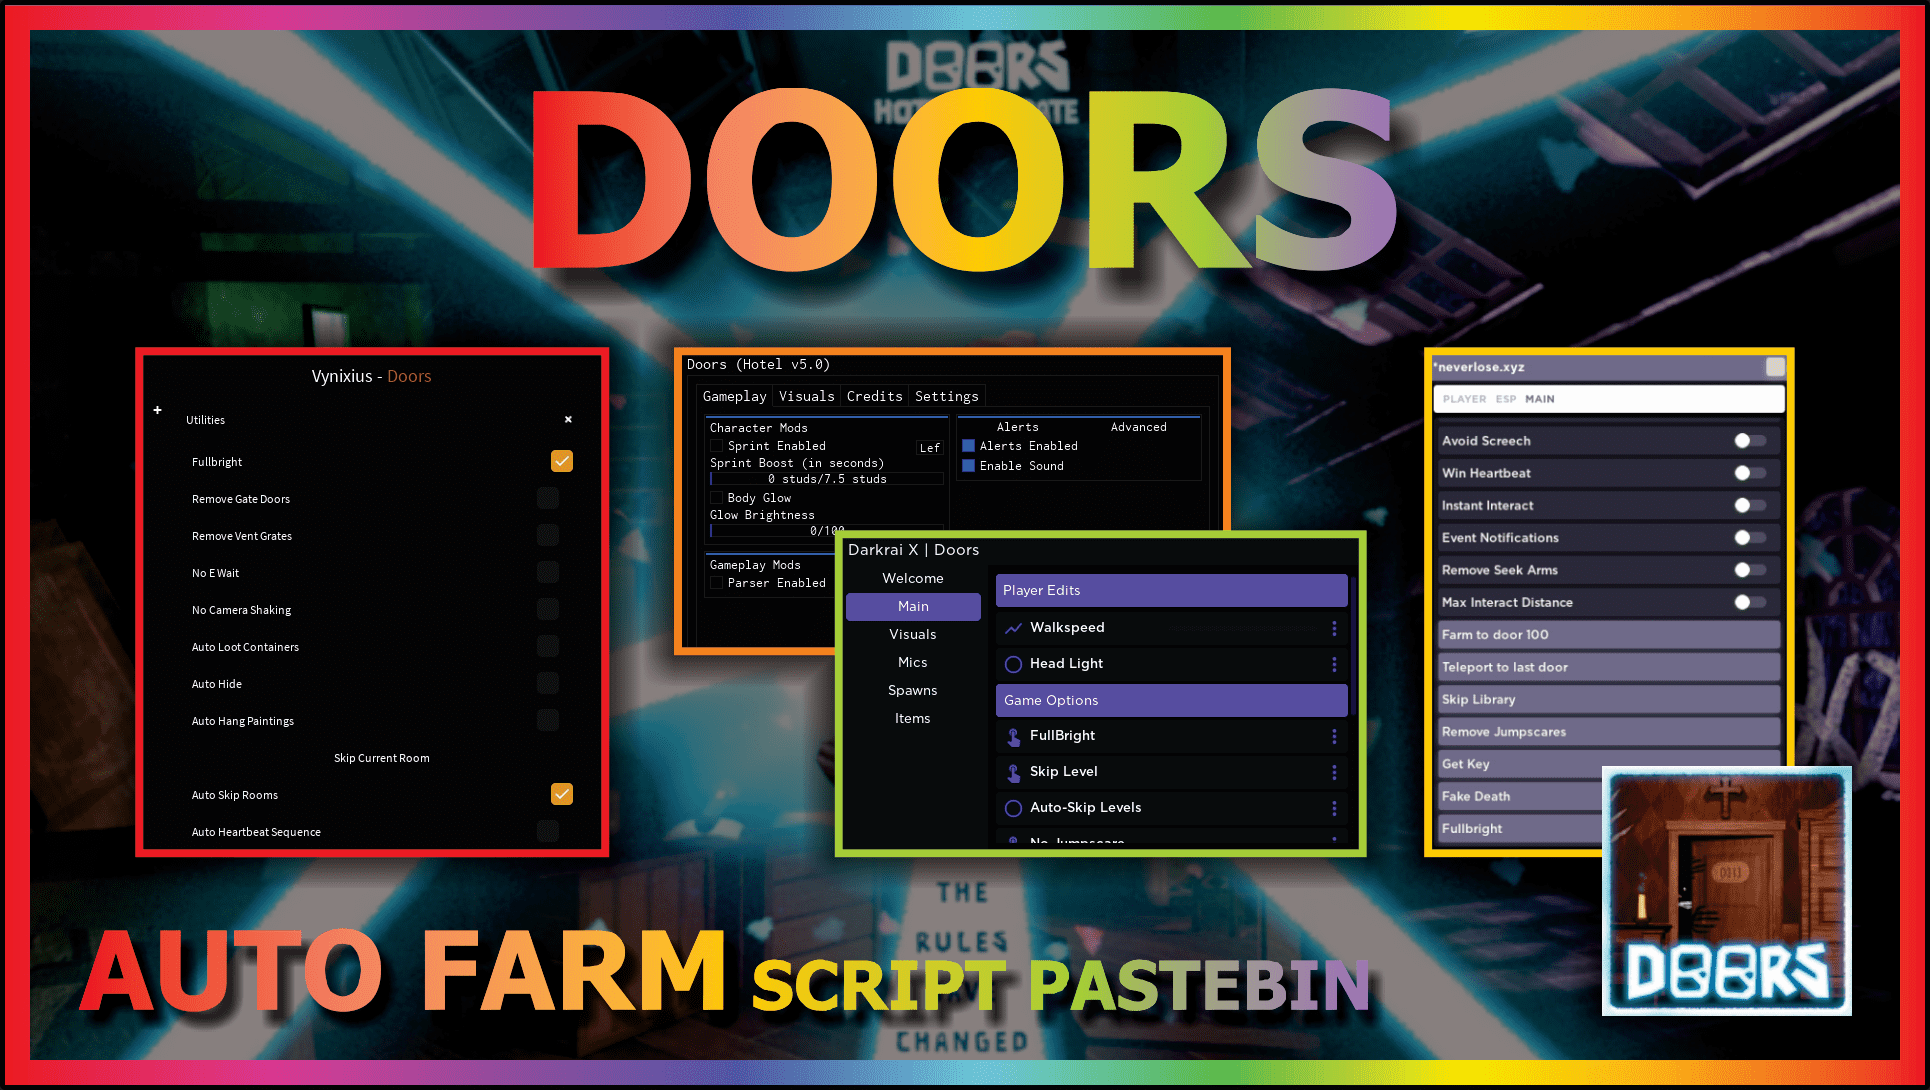 DOORS
DOORS
Vynixius - Doors
+
Utilities
×
Fullbright
Remove Gate Doors
Remove Vent Grates
No E Wait
No Camera Shaking
Auto Loot Containers
Auto Hide
Auto Hang Paintings
Skip Current Room
Auto Skip Rooms
Auto Heartbeat Sequence
Doors (Hotel v5.0)
Gameplay Visuals Credits Settings
Character Mods
Sprint Enabled Lef
Sprint Boost (in seconds)
0 studs/7.5 studs
Body Glow
Glow Brightness
0/100
Gameplay Mods
Parser Enabled
Alerts Advanced
Alerts Enabled
Enable Sound
Darkrai X | Doors
Welcome
Main
Visuals
Mics
Spawns
Items
Player Edits
Walkspeed
Head Light
Game Options
FullBright
Skip Level
Auto-Skip Levels
No Jumpscare
*neverlose.xyz
PLAYER ESP MAIN
Avoid Screech
Win Heartbeat
Instant Interact
Event Notifications
Remove Seek Arms
Max Interact Distance
Farm to door 100
Teleport to last door
Skip Library
Remove Jumpscares
Get Key
Fake Death
Fullbright
DOORS
THE
RULES
CHANGED
AUTO FARM SCRIPT PASTEBIN